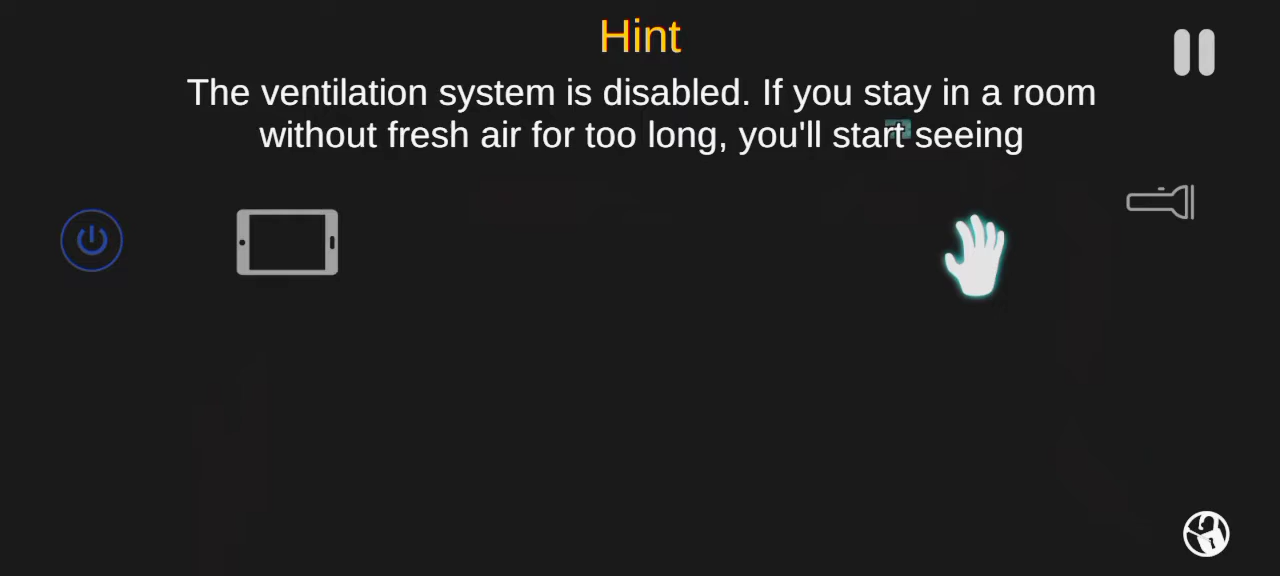 Hint
The ventilation system is disabled. If you stay in a room
without fresh air for too long, you'll start seeing